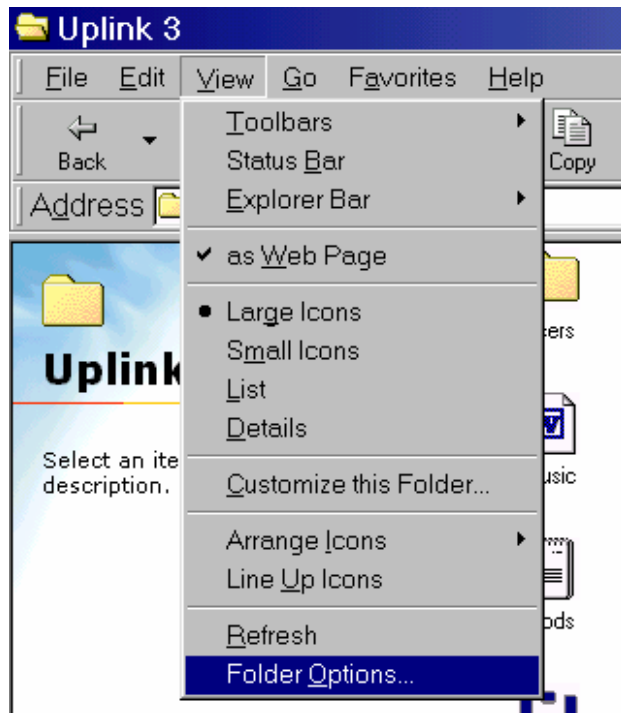 Uplink 3
File Edit View Go Favorites Help
Back Copy
Address
Toolbars
Status Bar
Explorer Bar
as Web Page
Large Icons
Small Icons
List
Details
Customize this Folder...
Arrange Icons
Line Up Icons
Refresh
Folder Options...
Uplink
Select an ite
description.
ers
usic
ods